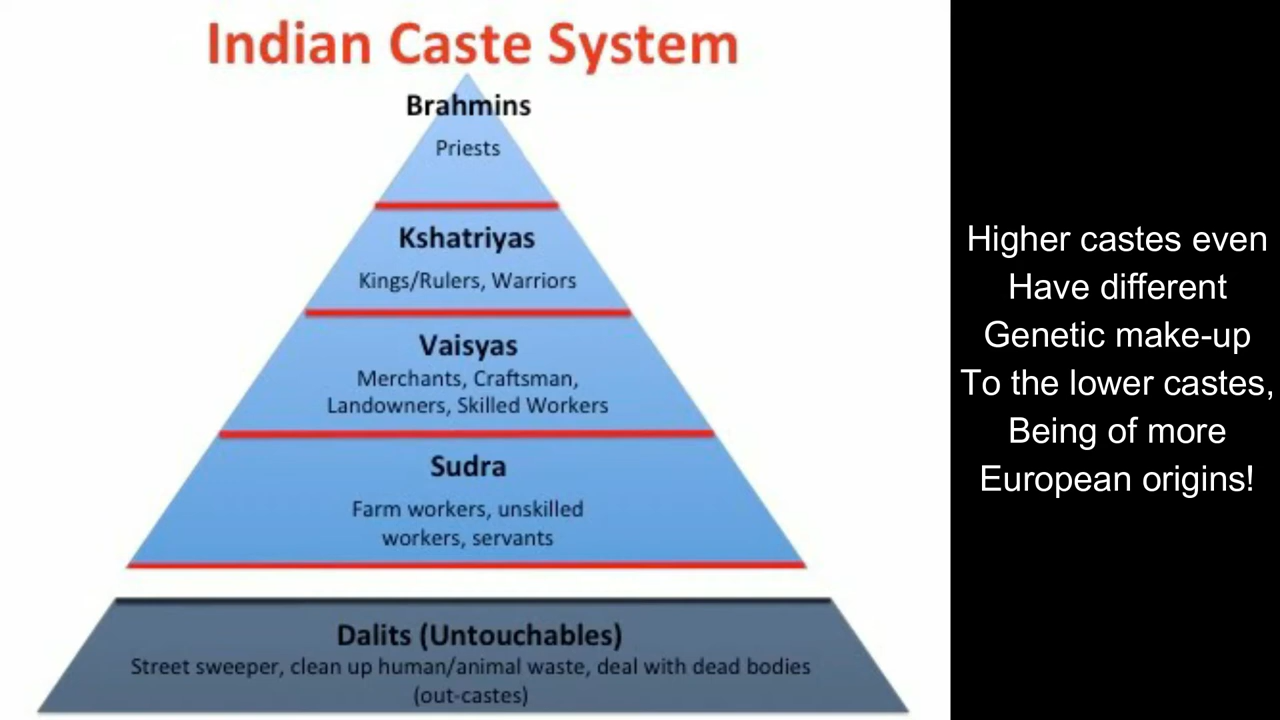 Indian Caste System
Brahmins
Priests
Kshatriyas
Kings/Rulers, Warriors
Vaisyas
Merchants, Craftsman,
Landowners, Skilled Workers
Sudra
Farm workers, unskilled
workers, servants
Dalits (Untouchables)
Street sweeper, clean up human/animal waste, deal with dead bodies
(out-castes)
Higher castes even
Have different
Genetic make-up
To the lower castes,
Being of more
European origins!